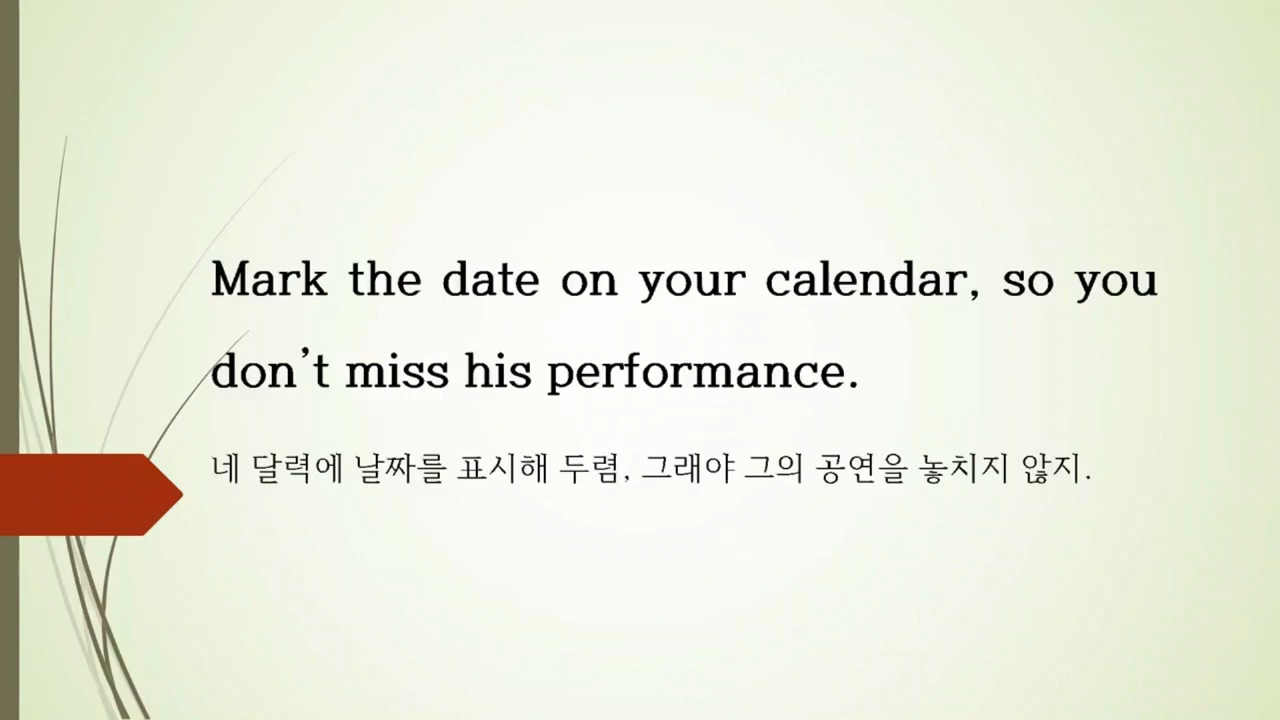 Mark the date on your calendar, so you
don't miss his performance.
네 달력에 날짜를 표시해 두렴, 그래야 그의 공연을 놓치지 않지.